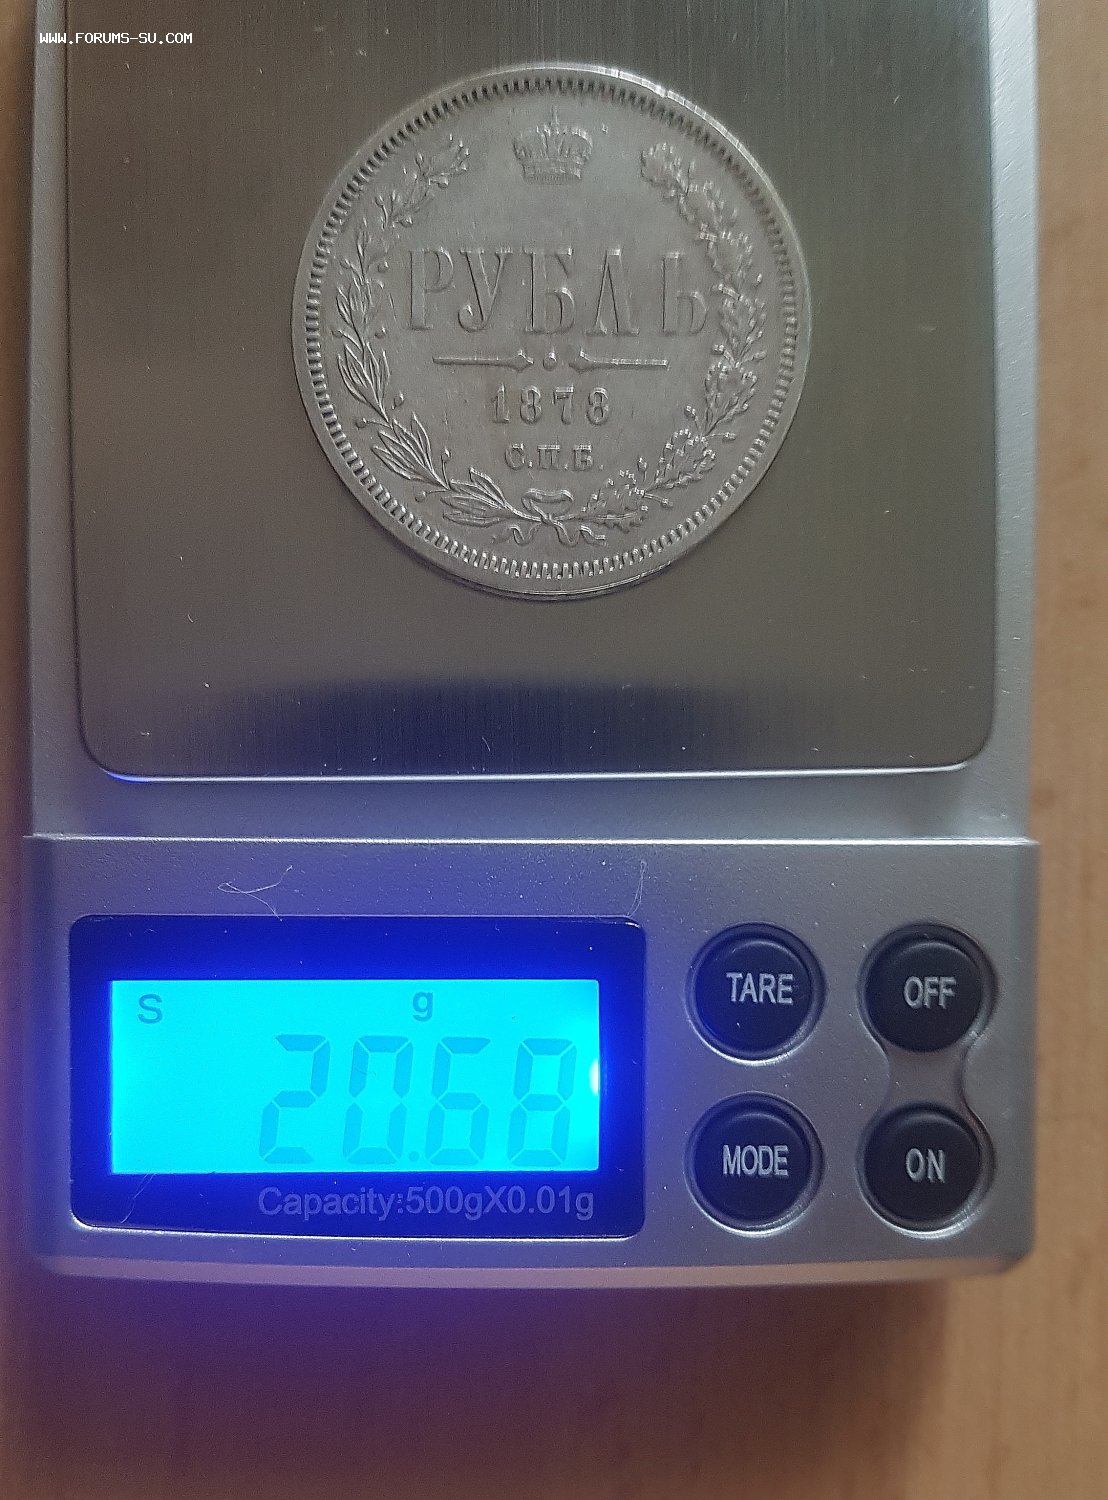 WWW.FORUMS-SU.COM
РУБЛЬ
1878
С.П.Б.
S g
20.68
Capacity:500gX0.01g
TARE OFF
MODE ON